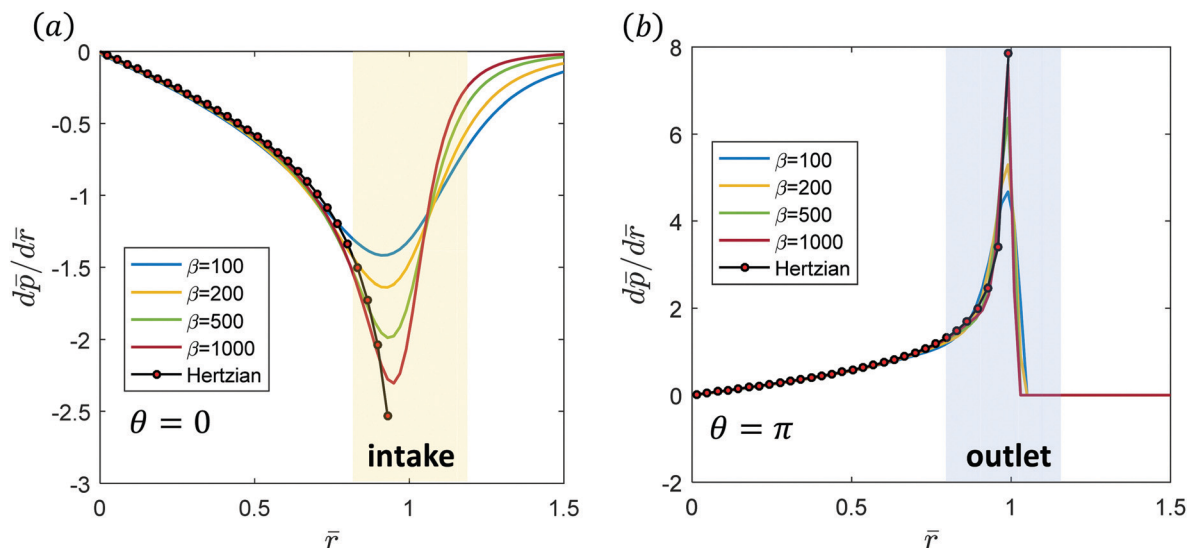 (a)
0
-0.5
-1
-1.5
-2
-2.5
-3
dp̄/dr̄
β=100
β=200
β=500
β=1000
Hertzian
θ = 0
intake
0
0.5
1
1.5
r̄
(b)
8
6
4
2
0
-2
dp̄/dr̄
β=100
β=200
β=500
β=1000
Hertzian
θ = π
outlet
0
0.5
1
1.5
r̄